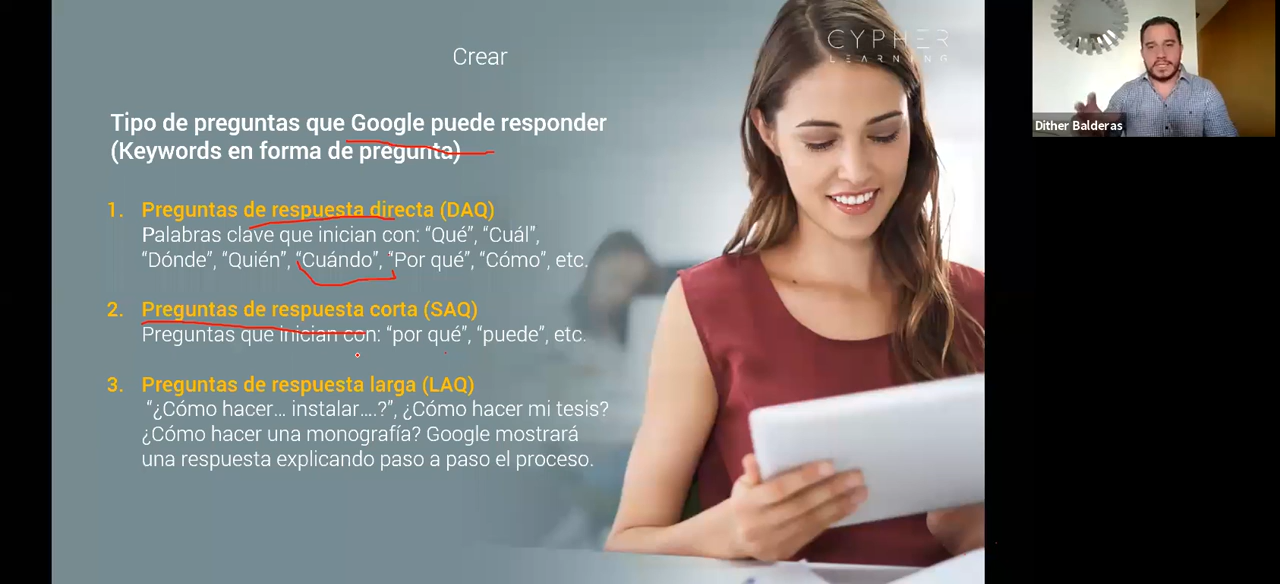 Crear
CYPHER
LEARNING
Tipo de preguntas que Google puede responder
(Keywords en forma de pregunta)
1. Preguntas de respuesta directa (DAQ)
Palabras clave que inician con: “Qué”, “Cuál”,
“Dónde”, “Quién”, “Cuándo”, “Por qué”, “Cómo”, etc.
2. Preguntas de respuesta corta (SAQ)
Preguntas que inician con: “por qué”, “puede”, etc.
3. Preguntas de respuesta larga (LAQ)
“¿Cómo hacer... instalar....?”, ¿Cómo hacer mi tesis?
¿Cómo hacer una monografía? Google mostrará
una respuesta explicando paso a paso el proceso.
Dither Balderas